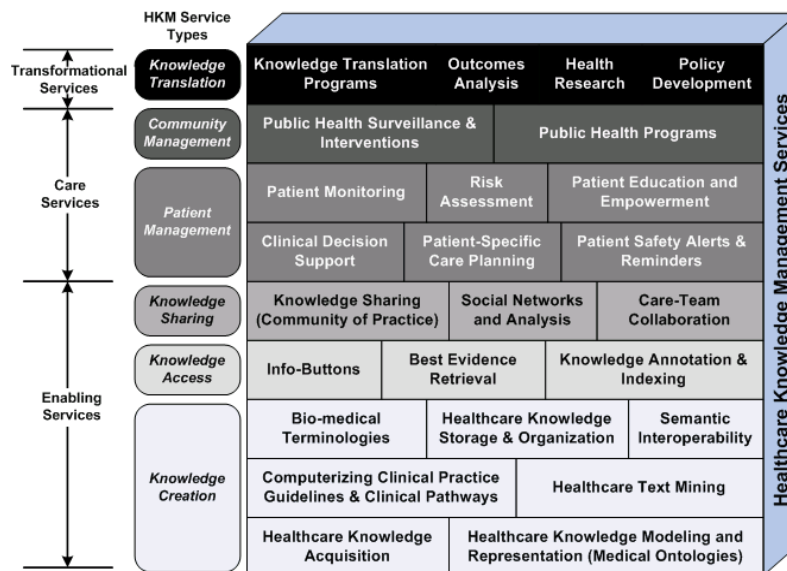 HKM Service
Types
Transformational
Services
Knowledge
Translation
Knowledge Translation
Programs
Outcomes
Analysis
Health
Research
Policy
Development
Care
Services
Community
Management
Public Health Surveillance &
Interventions
Public Health Programs
Patient
Management
Patient Monitoring
Risk
Assessment
Patient Education and
Empowerment
Clinical Decision
Support
Patient-Specific
Care Planning
Patient Safety Alerts &
Reminders
Enabling
Services
Knowledge
Sharing
Knowledge Sharing
(Community of Practice)
Social Networks
and Analysis
Care-Team
Collaboration
Knowledge
Access
Info-Buttons
Best Evidence
Retrieval
Knowledge Annotation &
Indexing
Knowledge
Creation
Bio-medical
Terminologies
Healthcare Knowledge
Storage & Organization
Semantic
Interoperability
Computerizing Clinical Practice
Guidelines & Clinical Pathways
Healthcare Text Mining
Healthcare Knowledge
Acquisition
Healthcare Knowledge Modeling and
Representation (Medical Ontologies)
Healthcare Knowledge Management Services